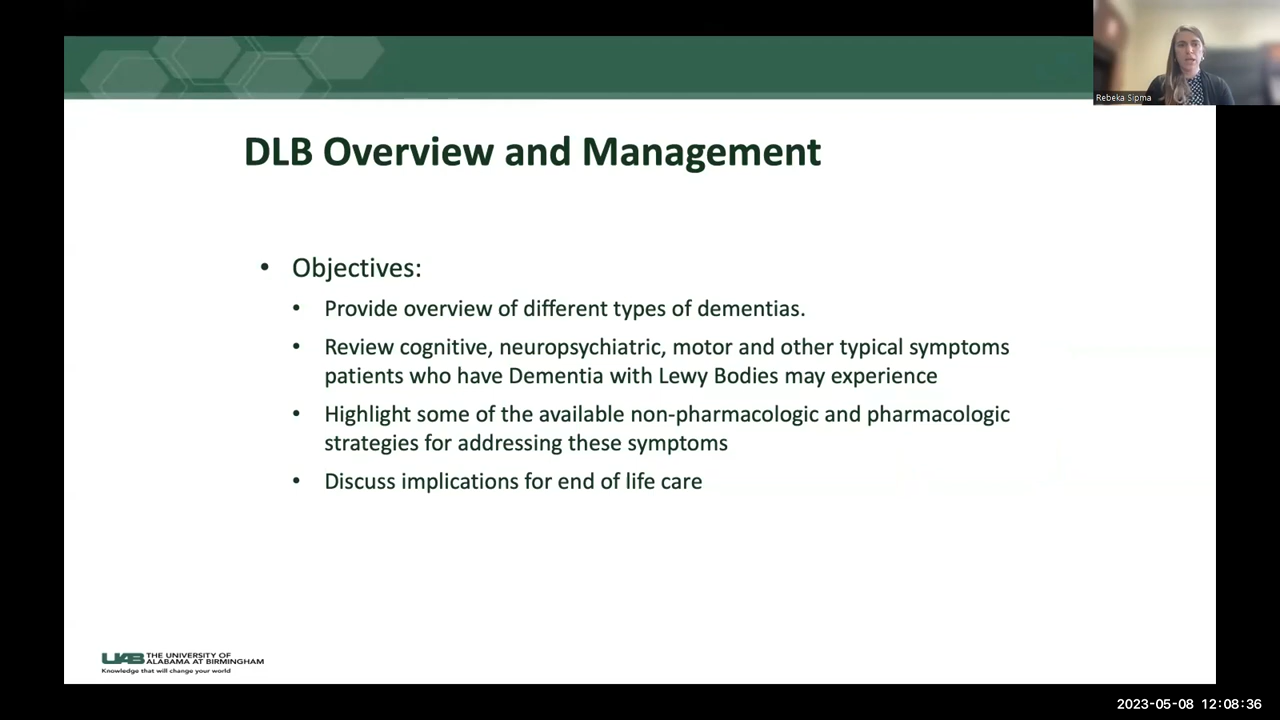 Rebeka Sipma
DLB Overview and Management
• Objectives:
• Provide overview of different types of dementias.
• Review cognitive, neuropsychiatric, motor and other typical symptoms
patients who have Dementia with Lewy Bodies may experience
• Highlight some of the available non-pharmacologic and pharmacologic
strategies for addressing these symptoms
• Discuss implications for end of life care
UAB THE UNIVERSITY OF
ALABAMA AT BIRMINGHAM
Knowledge that will change your world
2023-05-08 12:08:36